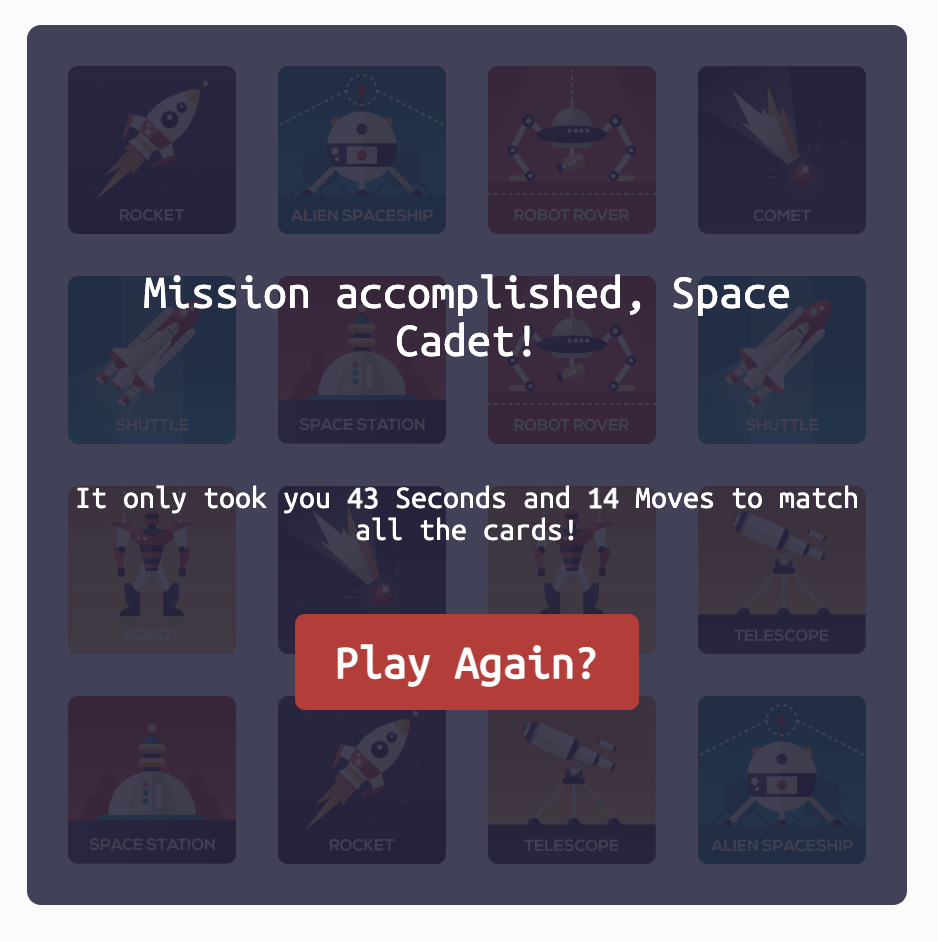 ROCKET
ALIEN SPACESHIP
ROBOT ROVER
COMET
Mission accomplished, Space
Cadet!
SHUTTLE
SPACE STATION
ROBOT ROVER
SHUTTLE
It only took you 43 Seconds and 14 Moves to match
all the cards!
ROBOT
TELESCOPE
Play Again?
SPACE STATION
ROCKET
TELESCOPE
ALIEN SPACESHIP